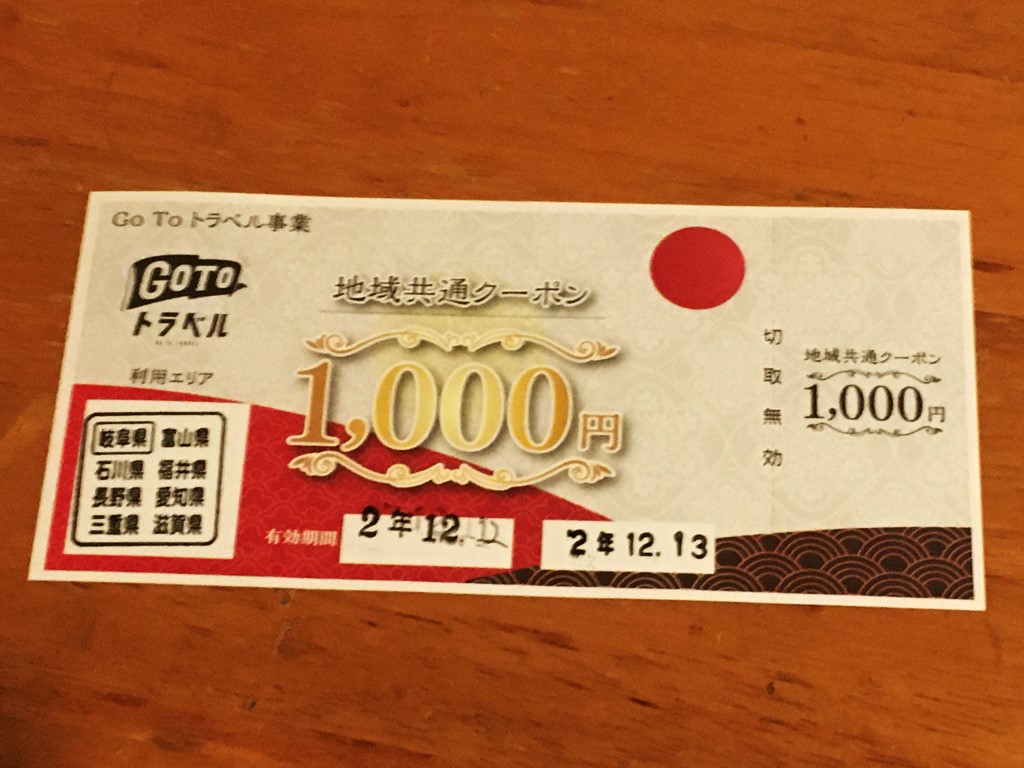 Go To トラベル事業
GOTO
トラベル
利用エリア
岐阜県 富山県
石川県 福井県
長野県 愛知県
三重県 滋賀県
地域共通クーポン
1,000円
有効期間
2年12.12
2年12.13
切取無効
地域共通クーポン
1,000円